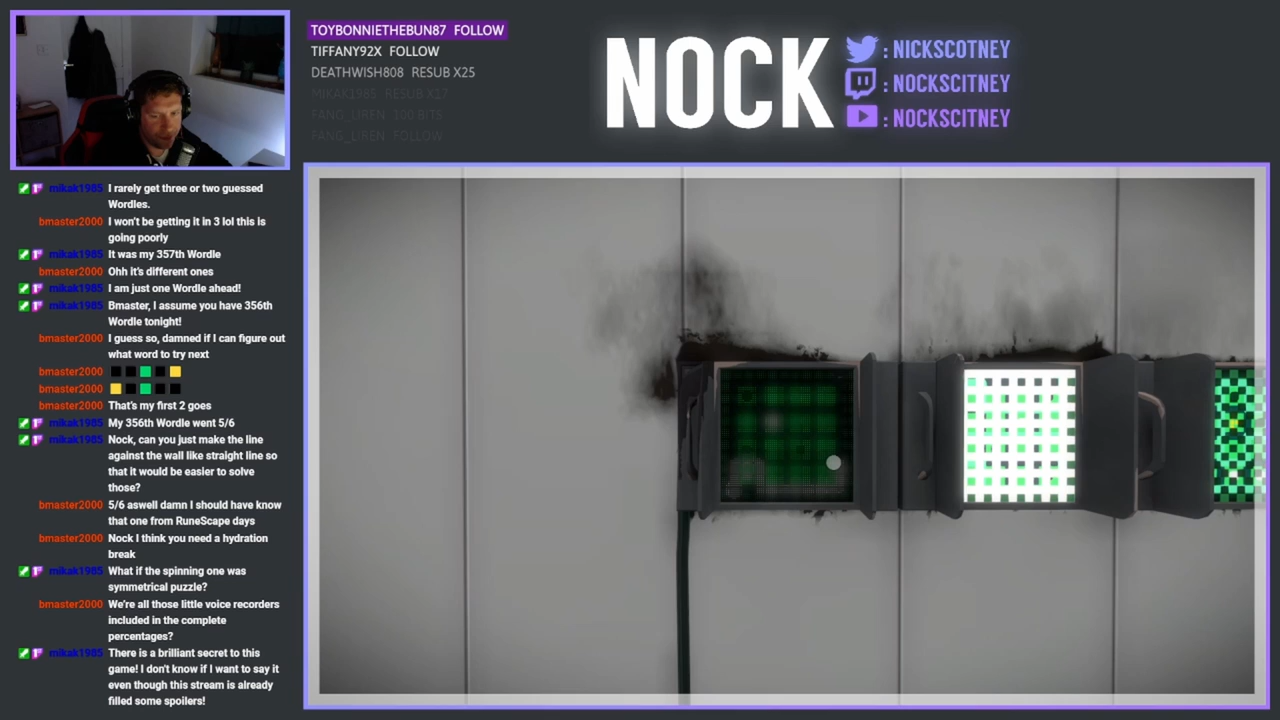 TOYBONNIETHEBUN87 FOLLOW
TIFFANY92X FOLLOW
DEATHWISH808 RESUB X25
MIKAK1985 RESUB X17
FANG_LIREN 100 BITS
FANG_LIREN FOLLOW
NOCK
: NICKSCOTNEY
: NOCKSCITNEY
: NOCKSCITNEY
mikak1985 I rarely get three or two guessed
Wordles.
bmaster2000 I won't be getting it in 3 lol this is
going poorly
mikak1985 It was my 357th Wordle
bmaster2000 Ohh it's different ones
mikak1985 I am just one Wordle ahead!
mikak1985 Bmaster, I assume you have 356th
Wordle tonight!
bmaster2000 I guess so, damned if I can figure out
what word to try next
bmaster2000
bmaster2000
bmaster2000 That's my first 2 goes
mikak1985 My 356th Wordle went 5/6
mikak1985 Nock, can you just make the line
against the wall like straight line so
that it would be easier to solve
those?
bmaster2000 5/6 aswell damn I should have know
that one from RuneScape days
bmaster2000 Nock I think you need a hydration
break
mikak1985 What if the spinning one was
symmetrical puzzle?
bmaster2000 We're all those little voice recorders
included in the complete
percentages?
mikak1985 There is a brilliant secret to this
game! I don't know if I want to say it
even though this stream is already
filled some spoilers!